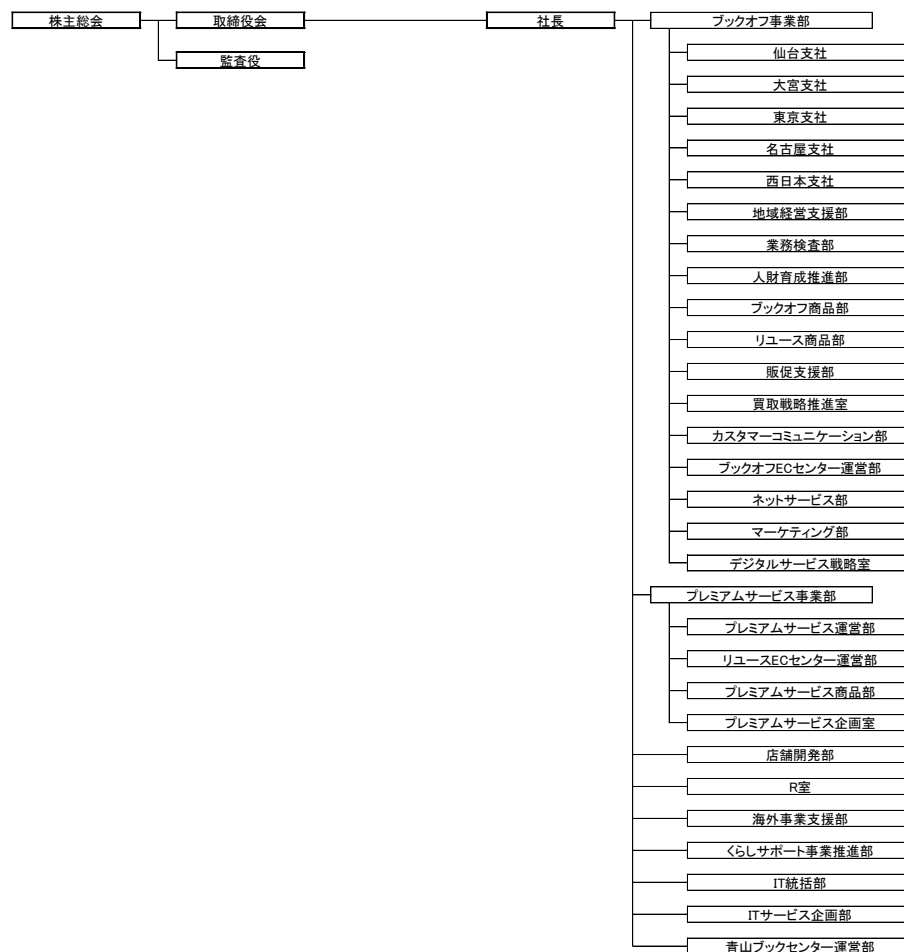 株主総会
取締役会
社長
ブックオフ事業部
監査役
仙台支社
大宮支社
東京支社
名古屋支社
西日本支社
地域経営支援部
業務検査部
人財育成推進部
ブックオフ商品部
リユース商品部
販促支援部
買取戦略推進室
カスタマーコミュニケーション部
ブックオフECセンター運営部
ネットサービス部
マーケティング部
デジタルサービス戦略室
プレミアムサービス事業部
プレミアムサービス運営部
リユースECセンター運営部
プレミアムサービス商品部
プレミアムサービス企画室
店舗開発部
R室
海外事業支援部
くらしサポート事業推進部
IT統括部
ITサービス企画部
青山ブックセンター運営部